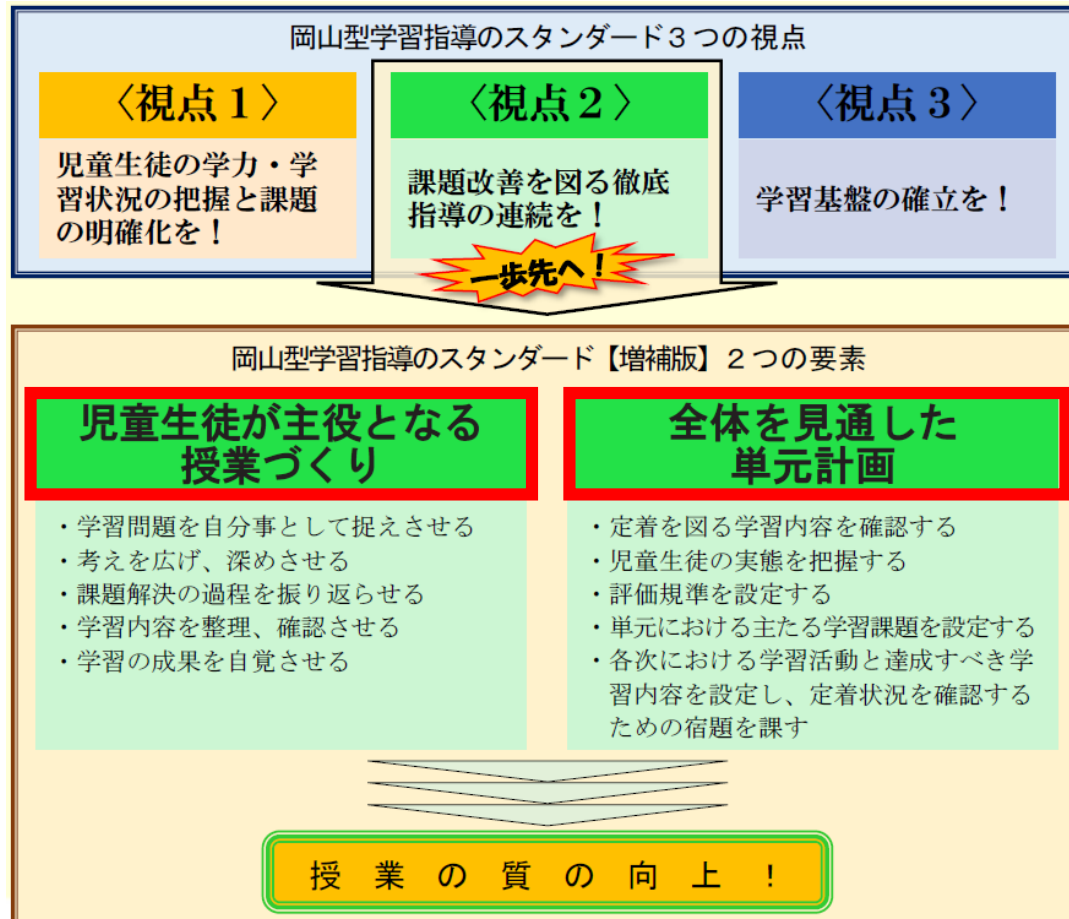 岡山型学習指導のスタンダード３つの視点
〈視点１〉
児童生徒の学力・学
習状況の把握と課題
の明確化を！
〈視点２〉
課題改善を図る徹底
指導の連続を！
一歩先へ！
〈視点３〉
学習基盤の確立を！
岡山型学習指導のスタンダード【増補版】２つの要素
児童生徒が主役となる
授業づくり
・学習問題を自分事として捉えさせる
・考えを広げ、深めさせる
・課題解決の過程を振り返らせる
・学習内容を整理、確認させる
・学習の成果を自覚させる
全体を見通した
単元計画
・定着を図る学習内容を確認する
・児童生徒の実態を把握する
・評価規準を設定する
・単元における主たる学習課題を設定する
・各次における学習活動と達成すべき学
習内容を設定し、定着状況を確認する
ための宿題を課す
授業の質の向上！